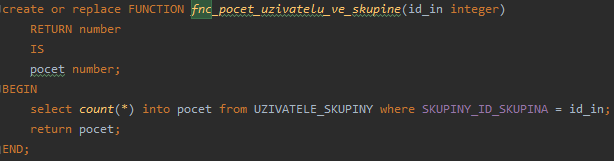 create or replace FUNCTION fnc_pocet_uzivatelu_ve_skupine(id_in integer)
RETURN number
IS
pocet number;
BEGIN
select count(*) into pocet from UZIVATELE_SKUPINY where SKUPINY_ID_SKUPINA = id_in;
return pocet;
END;